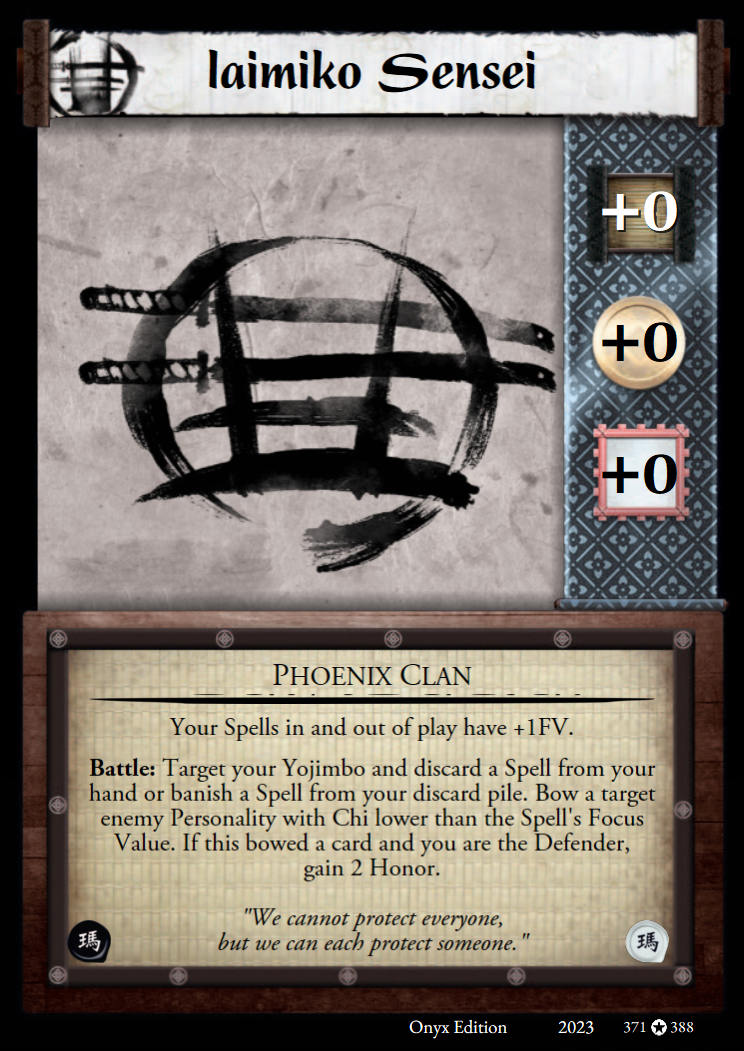 Iaimiko Sensei
+0
+0
+0
Phoenix Clan
Your Spells in and out of play have +1FV.
Battle: Target your Yojimbo and discard a Spell from your
hand or banish a Spell from your discard pile. Bow a target
enemy Personality with Chi lower than the Spell's Focus
Value. If this bowed a card and you are the Defender,
gain 2 Honor.
"We cannot protect everyone,
but we can each protect someone."
瑪
瑪
Onyx Edition 2023 371 ✪ 388